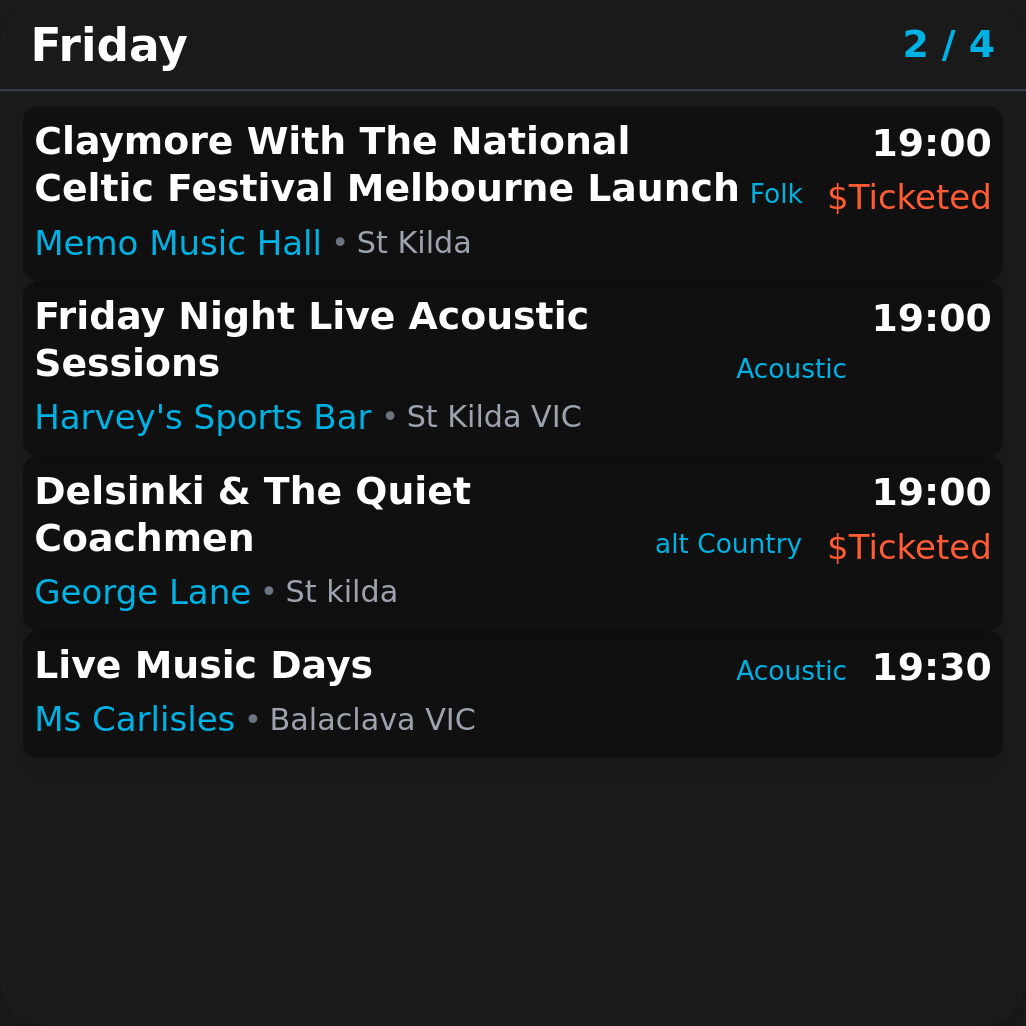 Friday 2 / 4
Claymore With The National
Celtic Festival Melbourne Launch Folk
19:00
$Ticketed
Memo Music Hall • St Kilda
Friday Night Live Acoustic
Sessions Acoustic
19:00
Harvey's Sports Bar • St Kilda VIC
Delsinki & The Quiet
Coachmen alt Country
19:00
$Ticketed
George Lane • St kilda
Live Music Days Acoustic 19:30
Ms Carlisles • Balaclava VIC